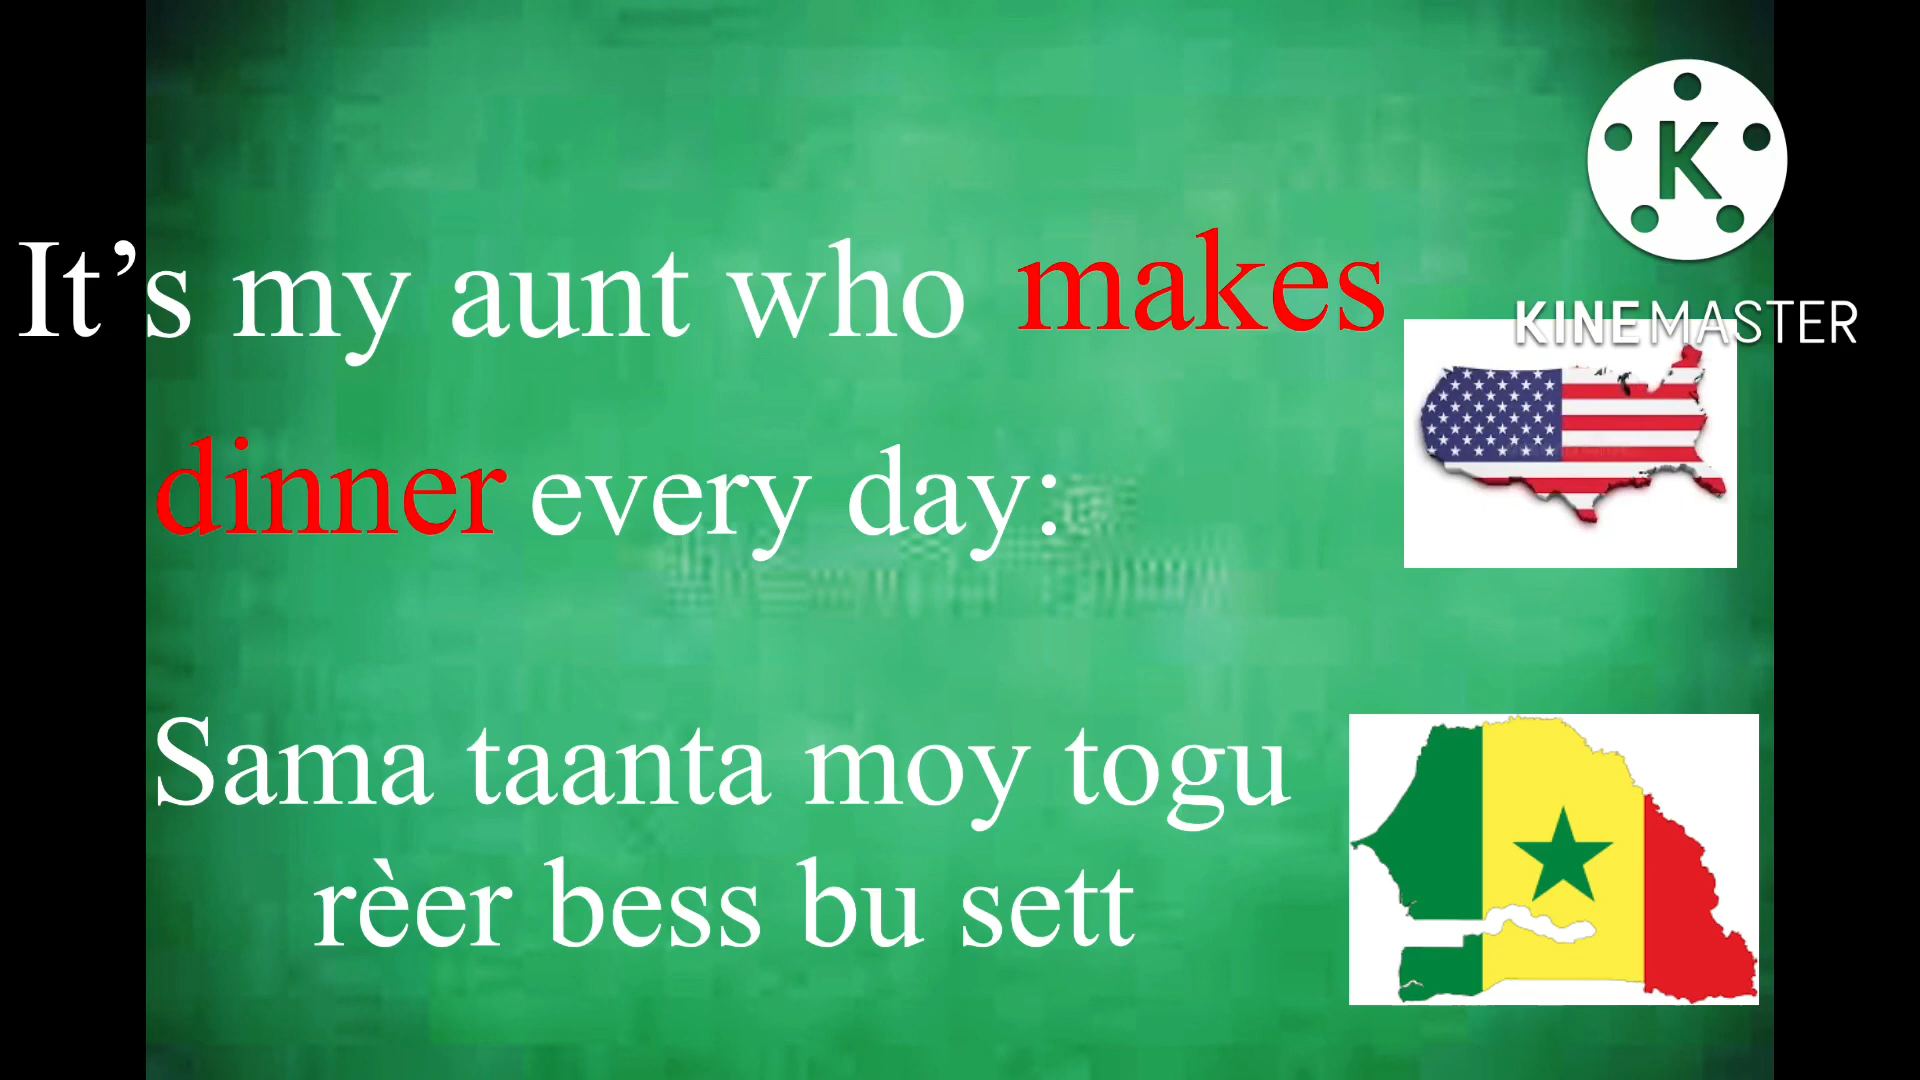 K
KINEMASTER
It’s my aunt who makes
dinner every day:
Sama taanta moy togu
rèer bess bu sett